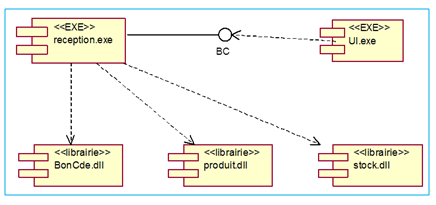 <<EXE>>
reception.exe
BC
<<EXE>>
UI.exe
<<librairie>>
BonCde.dll
<<librairie>>
produit.dll
<<librairie>>
stock.dll